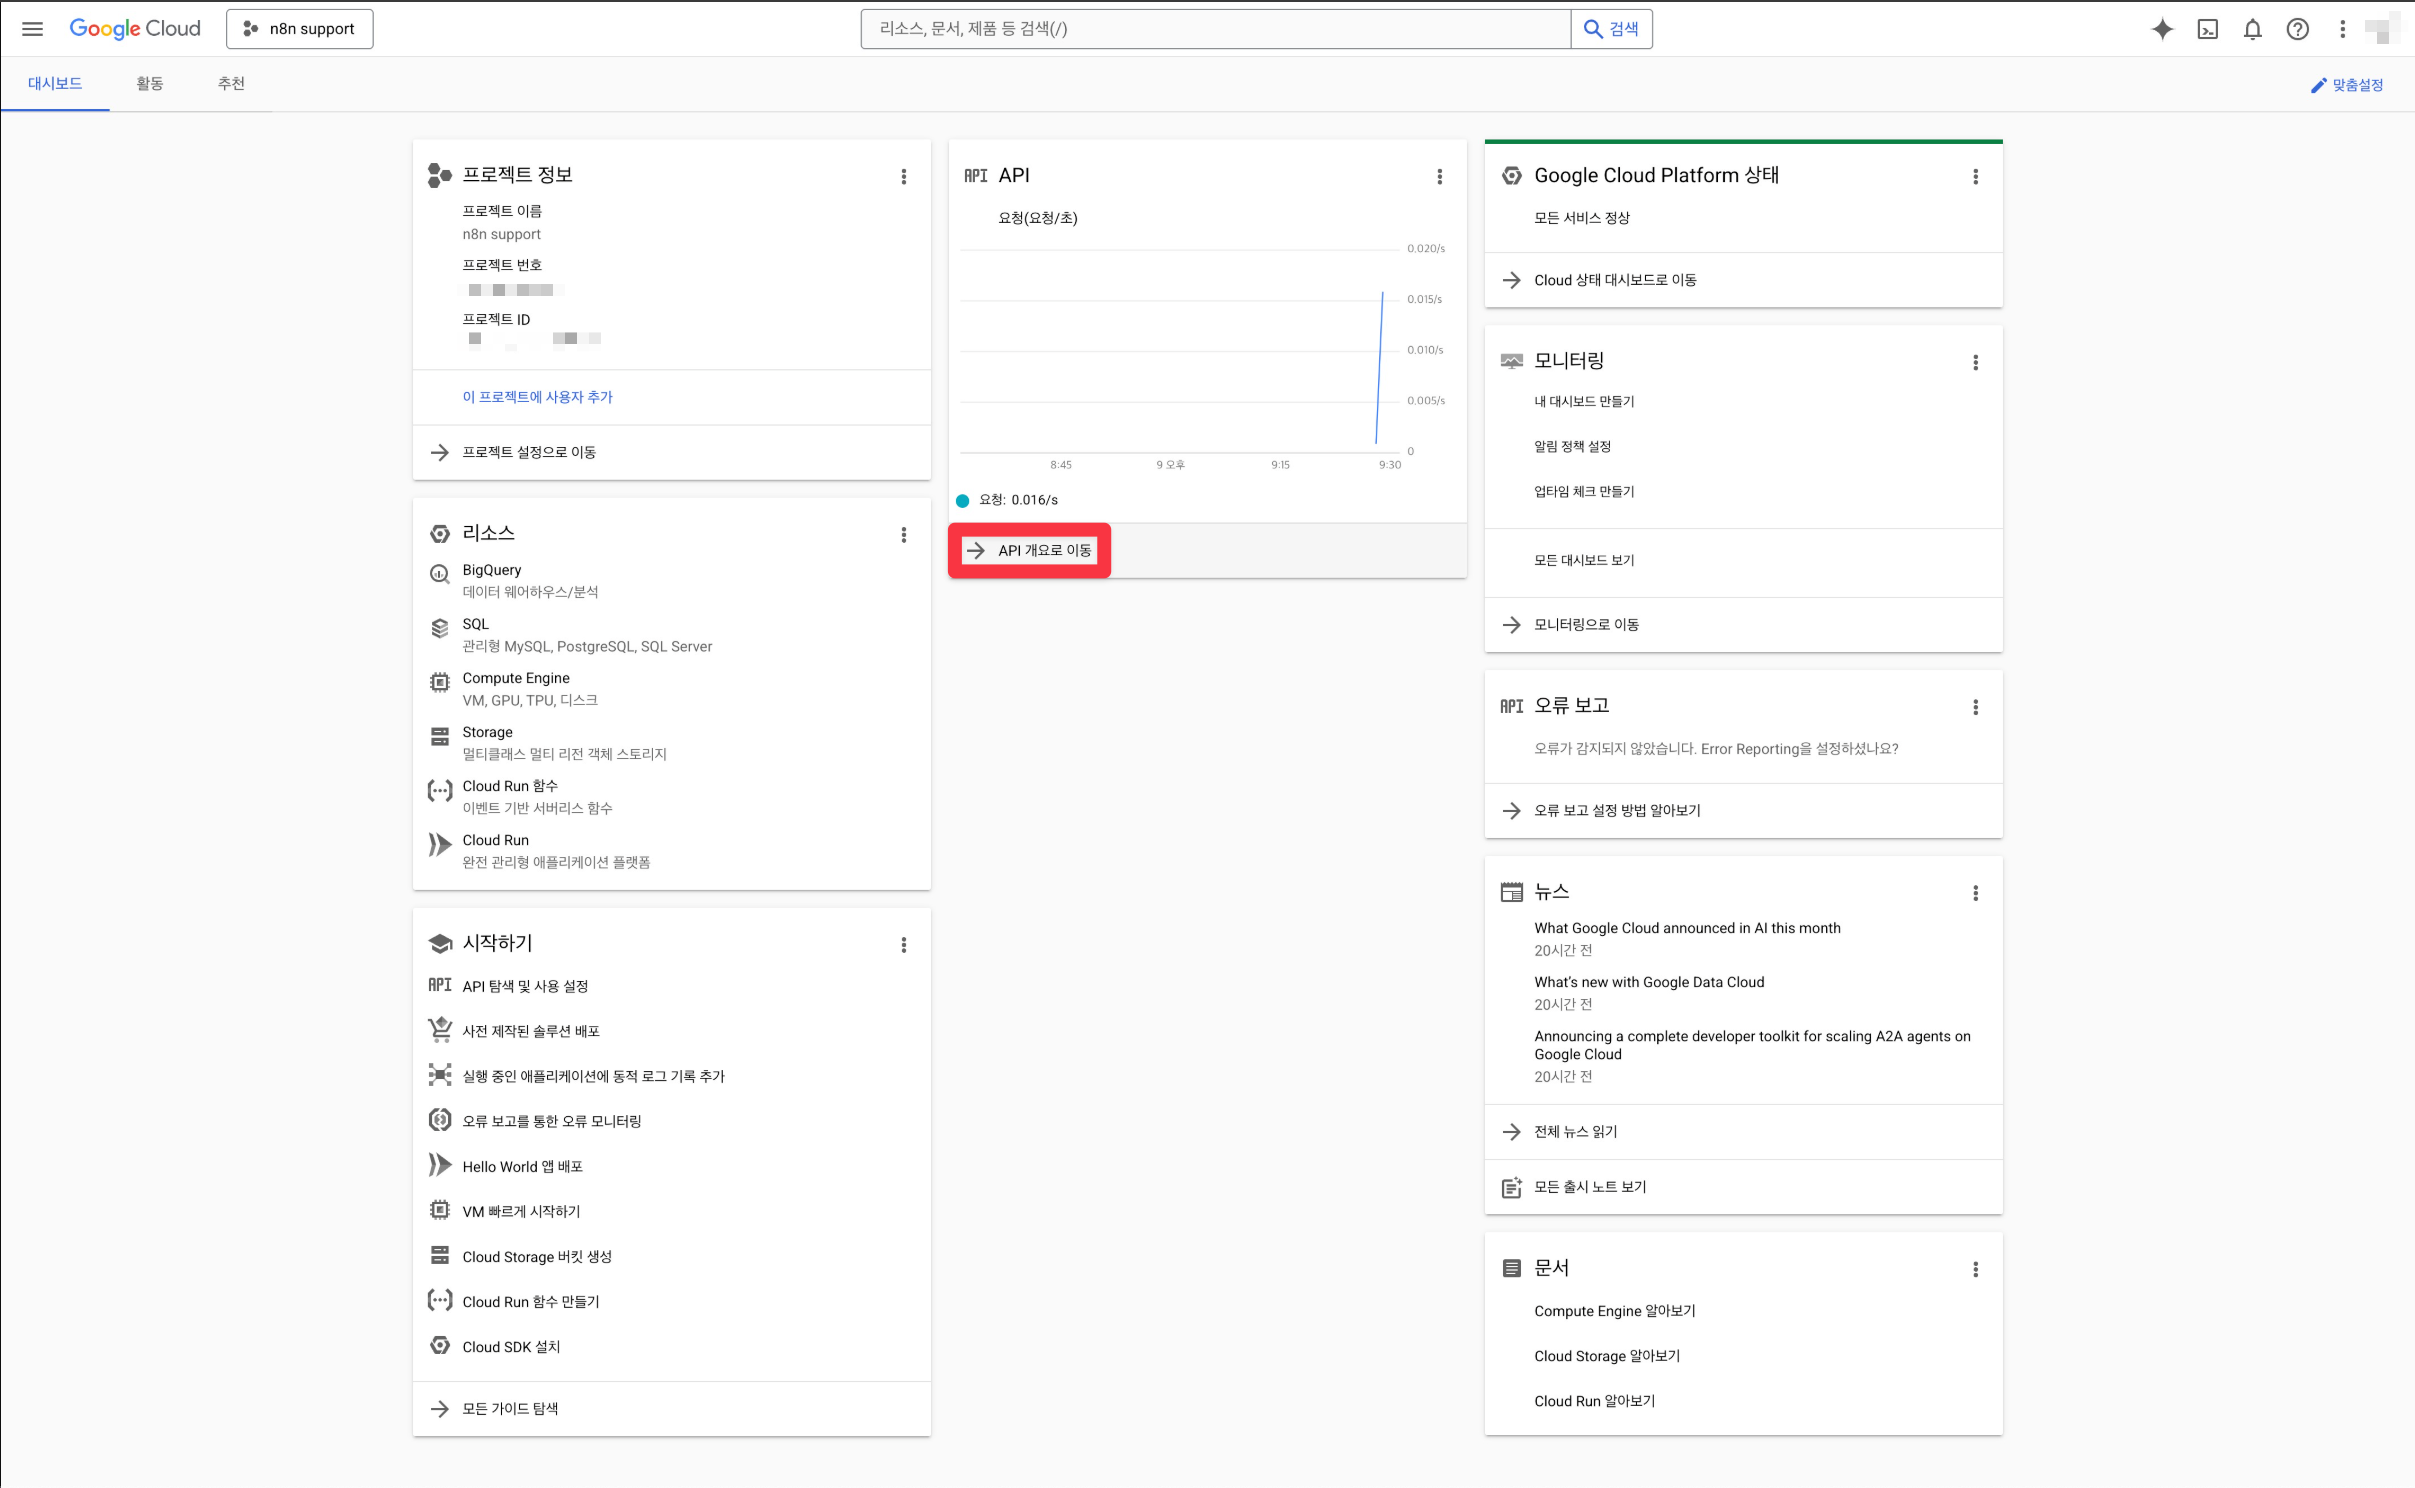 Google Cloud
n8n support
리소스, 문서, 제품 등 검색(/)
검색
대시보드
활동
추천
맞춤설정
프로젝트 정보
프로젝트 이름
n8n support
프로젝트 번호
프로젝트 ID
이 프로젝트에 사용자 추가
프로젝트 설정으로 이동
리소스
BigQuery
데이터 웨어하우스/분석
SQL
관리형 MySQL, PostgreSQL, SQL Server
Compute Engine
VM, GPU, TPU, 디스크
Storage
멀티클래스 멀티 리전 객체 스토리지
Cloud Run 함수
이벤트 기반 서버리스 함수
Cloud Run
완전 관리형 애플리케이션 플랫폼
시작하기
API API 탐색 및 사용 설정
사전 제작된 솔루션 배포
실행 중인 애플리케이션에 동적 로그 기록 추가
오류 보고를 통한 오류 모니터링
Hello World 앱 배포
VM 빠르게 시작하기
Cloud Storage 버킷 생성
Cloud Run 함수 만들기
Cloud SDK 설치
모든 가이드 탐색
API API
요청(요청/초)
0.020/s
0.015/s
0.010/s
0.005/s
0
8:45
9 오후
9:15
9:30
요청: 0.016/s
API 개요로 이동
Google Cloud Platform 상태
모든 서비스 정상
Cloud 상태 대시보드로 이동
모니터링
내 대시보드 만들기
알림 정책 설정
업타임 체크 만들기
모든 대시보드 보기
모니터링으로 이동
API 오류 보고
오류가 감지되지 않았습니다. Error Reporting을 설정하셨나요?
오류 보고 설정 방법 알아보기
뉴스
What Google Cloud announced in AI this month
20시간 전
What's new with Google Data Cloud
20시간 전
Announcing a complete developer toolkit for scaling A2A agents on
Google Cloud
20시간 전
전체 뉴스 읽기
모든 출시 노트 보기
문서
Compute Engine 알아보기
Cloud Storage 알아보기
Cloud Run 알아보기